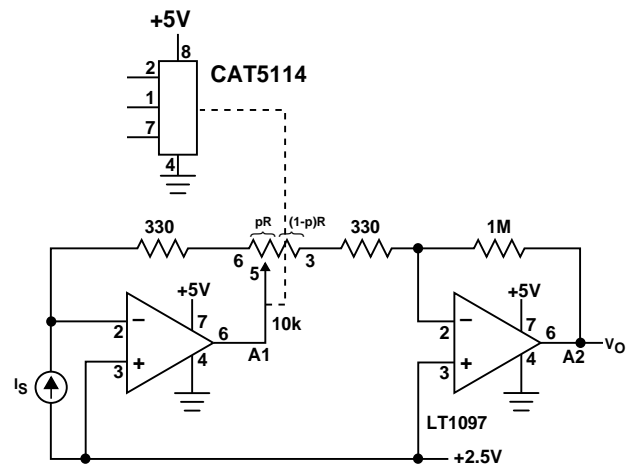 +5V
8
CAT5114
2
1
7
4
330
pR
(1-p)R
330
1M
6
5
3
+5V
+5V
2
–
7
6
2
–
7
6
3
+
4
A1
10k
3
+
4
A2
VO
IS
LT1097
+2.5V